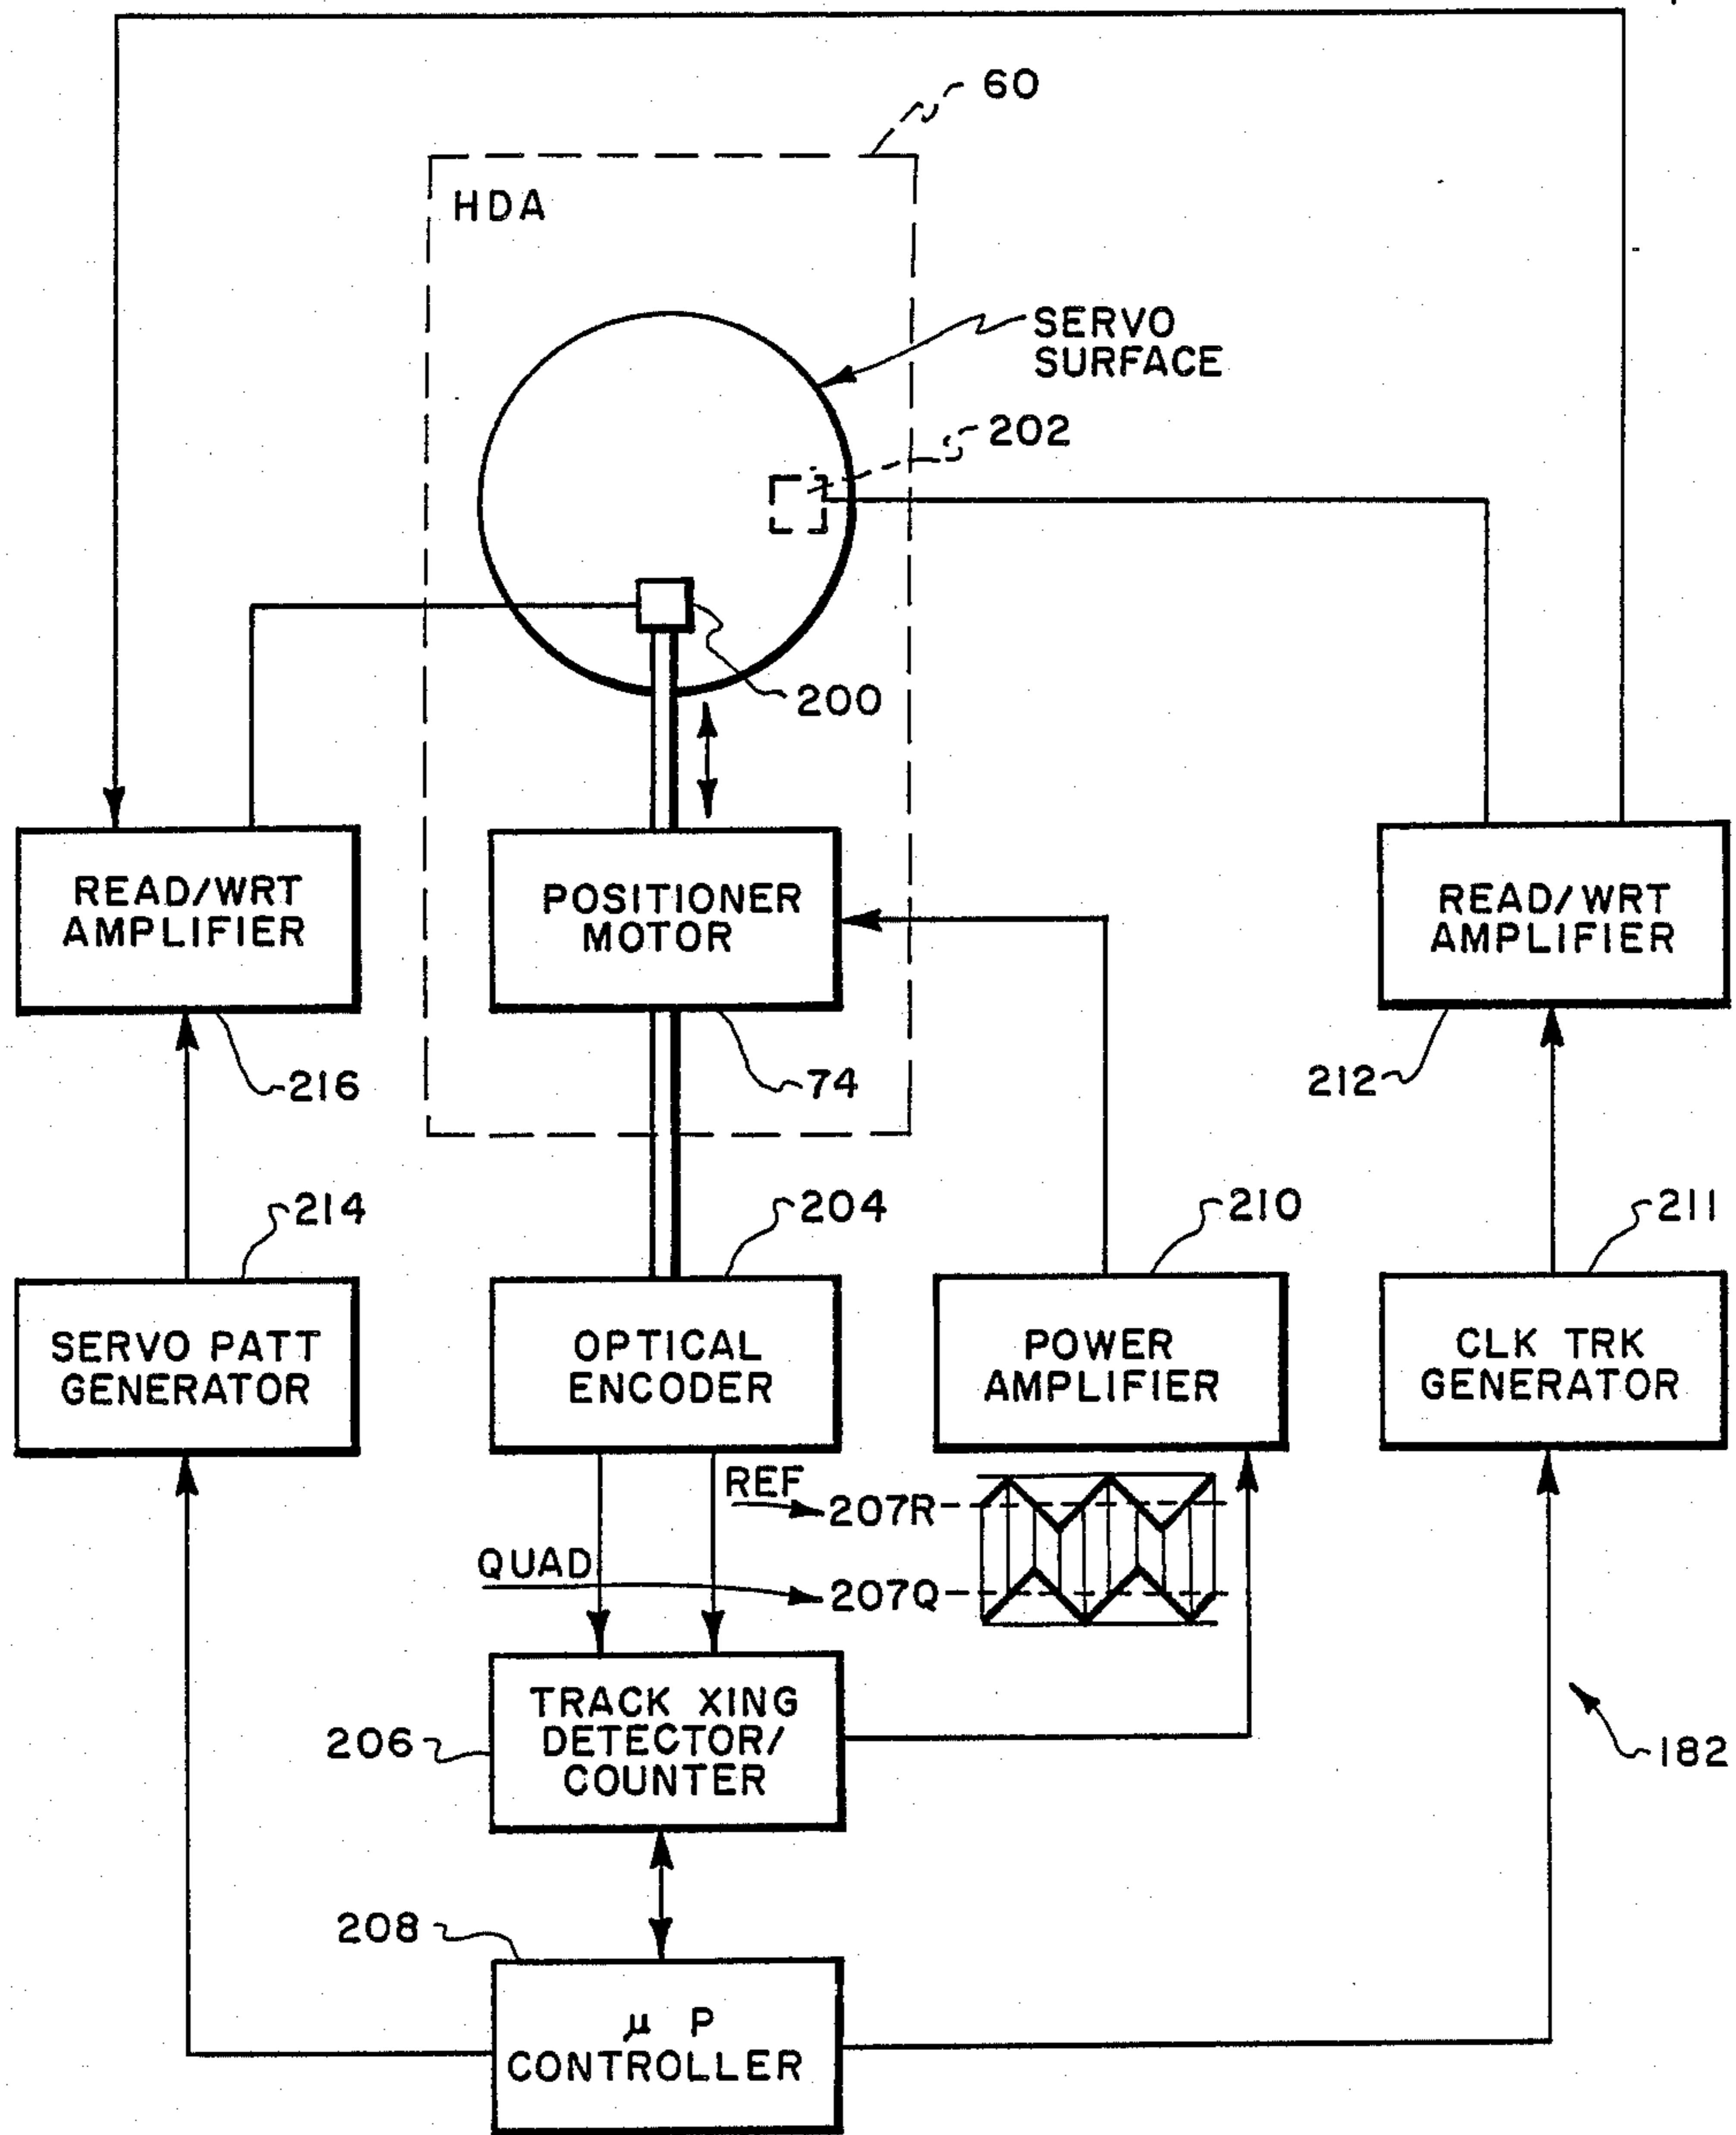 60
HDA
SERVO
SURFACE
202
200
READ/WRT
AMPLIFIER
POSITIONER
MOTOR
READ/WRT
AMPLIFIER
216
74
212
214
204
210
211
SERVO PATT
GENERATOR
OPTICAL
ENCODER
POWER
AMPLIFIER
CLK TRK
GENERATOR
REF
207R
QUAD
207Q
TRACK XING
DETECTOR/
COUNTER
206
182
208
μ P
CONTROLLER